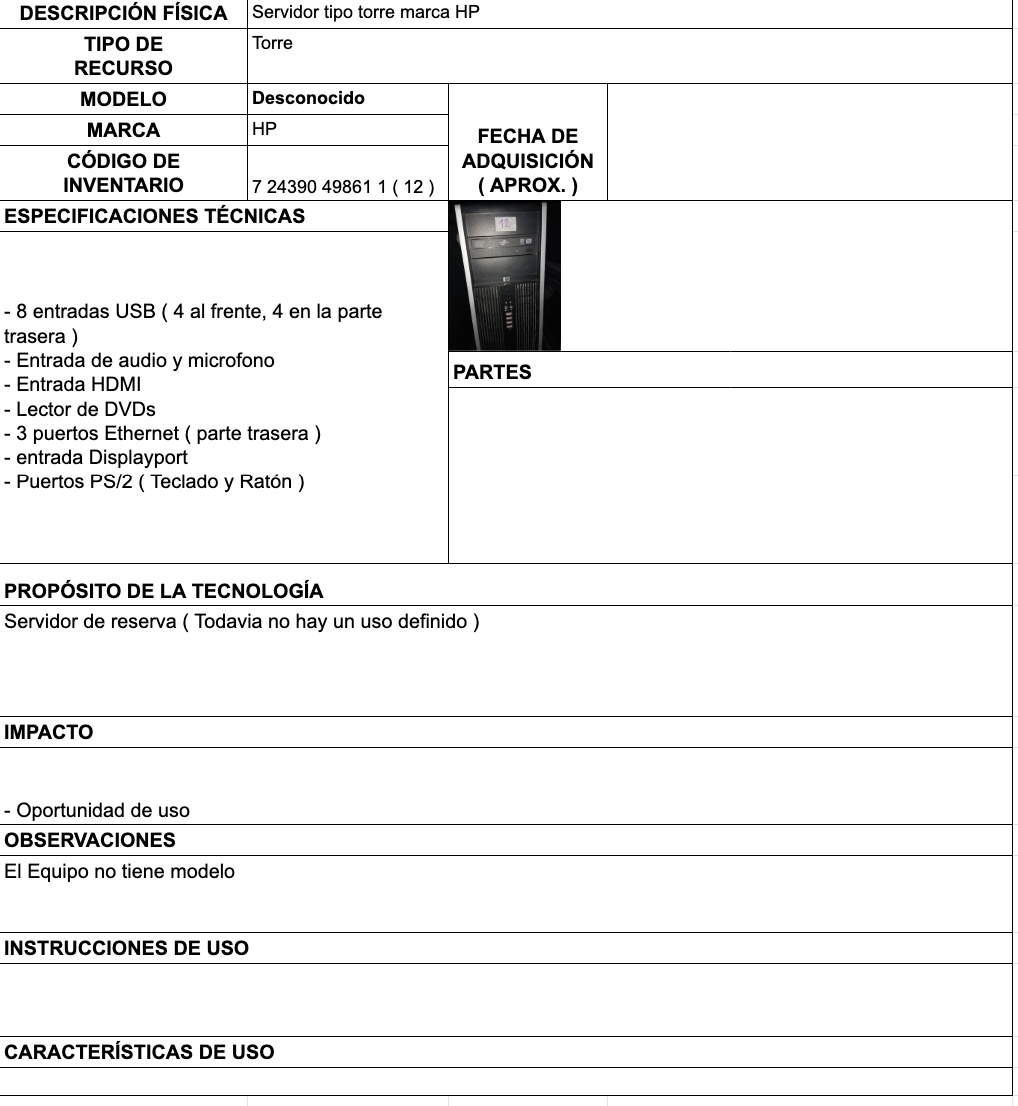 DESCRIPCIÓN FÍSICA
Servidor tipo torre marca HP
TIPO DE
RECURSO
Torre
MODELO
Desconocido
MARCA
HP
CÓDIGO DE
INVENTARIO
7 24390 49861 1 ( 12 )
FECHA DE
ADQUISICIÓN
( APROX. )
ESPECIFICACIONES TÉCNICAS
- 8 entradas USB ( 4 al frente, 4 en la parte
trasera )
- Entrada de audio y microfono
- Entrada HDMI
- Lector de DVDs
- 3 puertos Ethernet ( parte trasera )
- entrada Displayport
- Puertos PS/2 ( Teclado y Ratón )
12
hp
PARTES
PROPÓSITO DE LA TECNOLOGÍA
Servidor de reserva ( Todavia no hay un uso definido )
IMPACTO
- Oportunidad de uso
OBSERVACIONES
El Equipo no tiene modelo
INSTRUCCIONES DE USO
CARACTERÍSTICAS DE USO